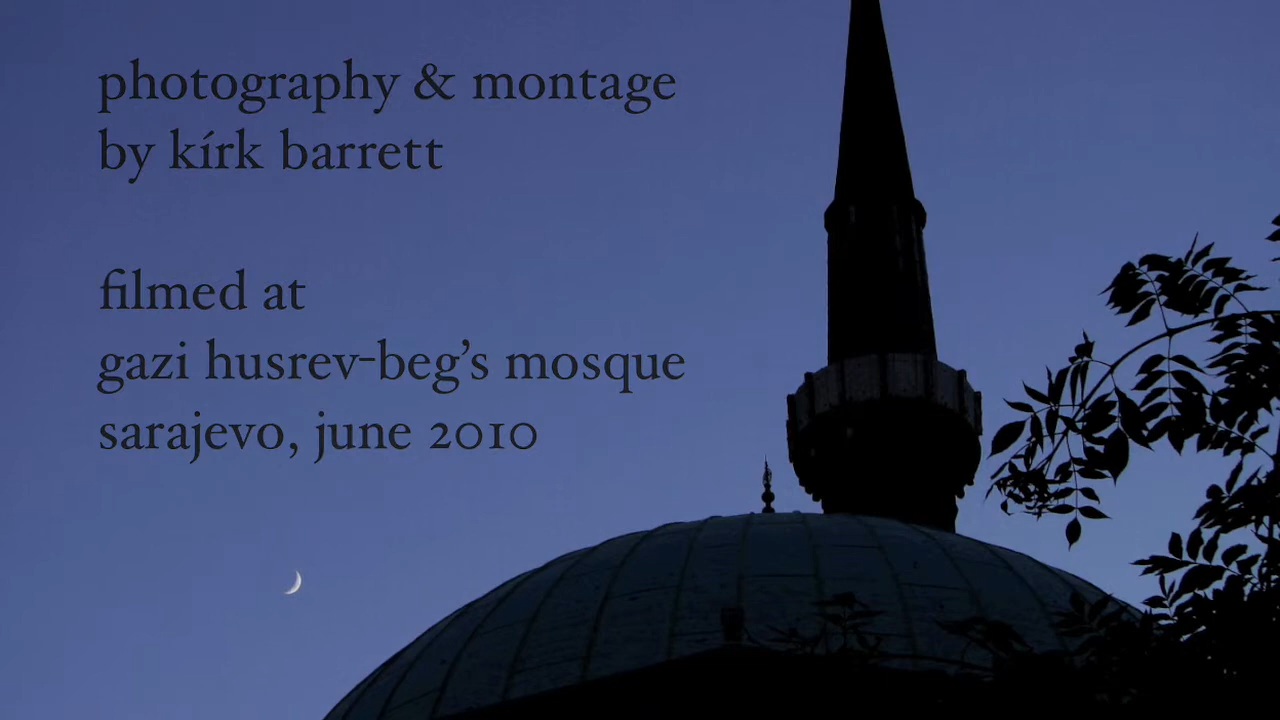 photography & montage
by kírk barrett
filmed at
gazi husrev-beg’s mosque
sarajevo, june 2010